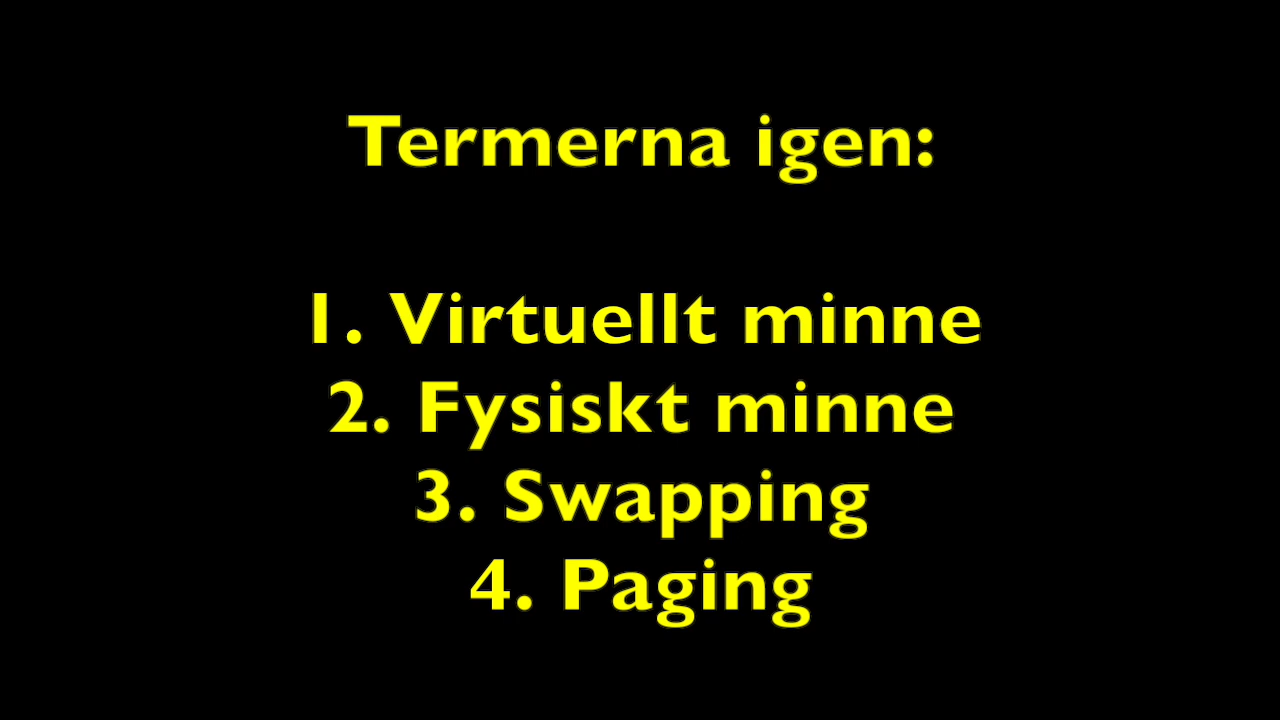 Termerna igen:
1. Virtuellt minne
2. Fysiskt minne
3. Swapping
4. Paging